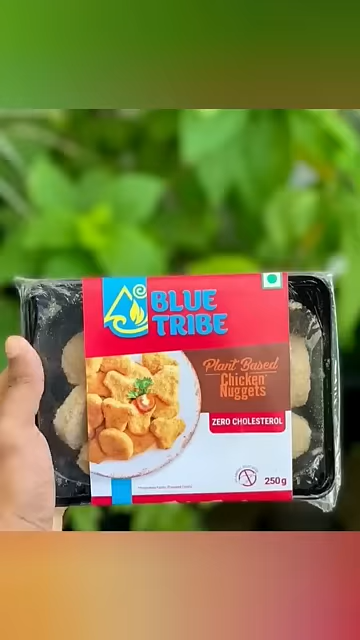 BLUE
TRIBE
Plant Based
Chicken
Nuggets
ZERO CHOLESTEROL
250g